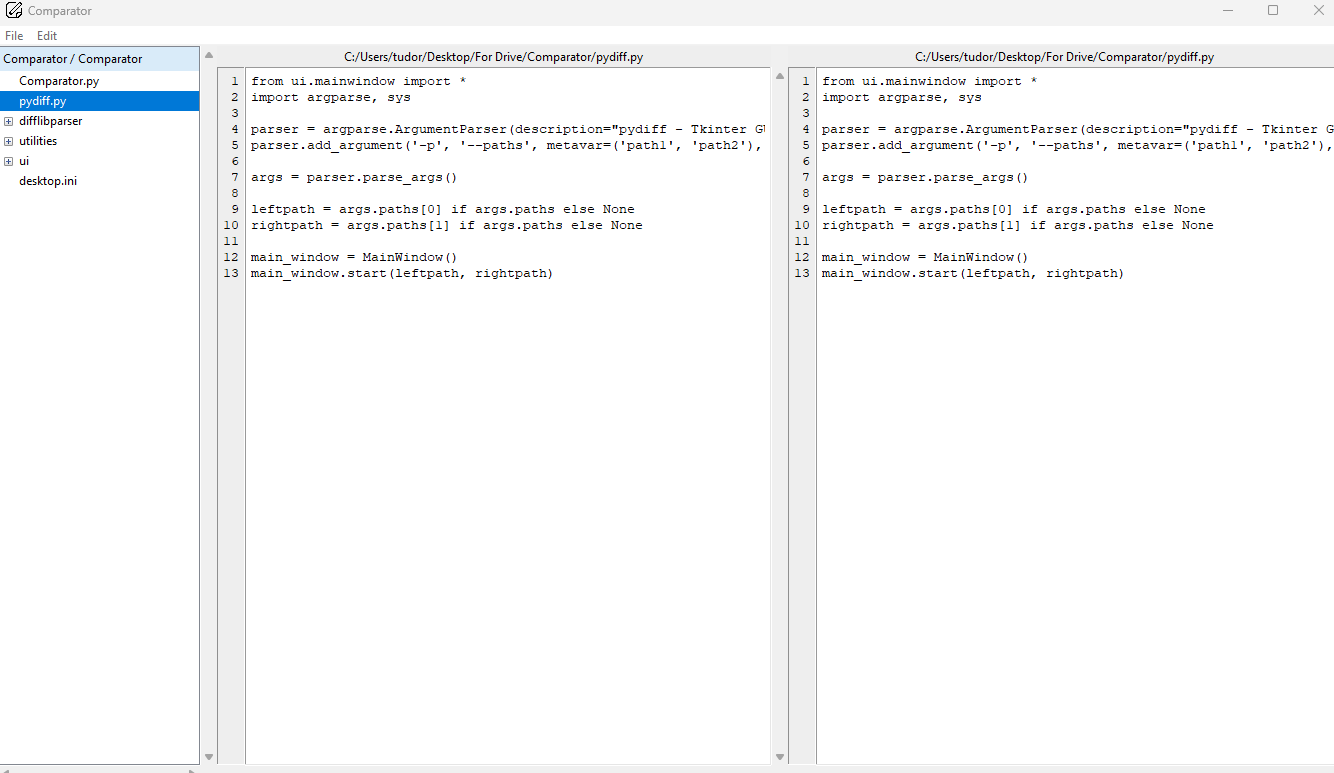 Comparator
File Edit
Comparator / Comparator
Comparator.py
pydiff.py
difflibparser
utilities
ui
desktop.ini
C:/Users/tudor/Desktop/For Drive/Comparator/pydiff.py
1 from ui.mainwindow import *
2 import argparse, sys
3
4 parser = argparse.ArgumentParser(description="pydiff - Tkinter GU
5 parser.add_argument('-p', '--paths', metavar=('path1', 'path2'),
6
7 args = parser.parse_args()
8
9 leftpath = args.paths[0] if args.paths else None
10 rightpath = args.paths[1] if args.paths else None
11
12 main_window = MainWindow()
13 main_window.start(leftpath, rightpath)
C:/Users/tudor/Desktop/For Drive/Comparator/pydiff.py
1 from ui.mainwindow import *
2 import argparse, sys
3
4 parser = argparse.ArgumentParser(description="pydiff - Tkinter G
5 parser.add_argument('-p', '--paths', metavar=('path1', 'path2'),
6
7 args = parser.parse_args()
8
9 leftpath = args.paths[0] if args.paths else None
10 rightpath = args.paths[1] if args.paths else None
11
12 main_window = MainWindow()
13 main_window.start(leftpath, rightpath)